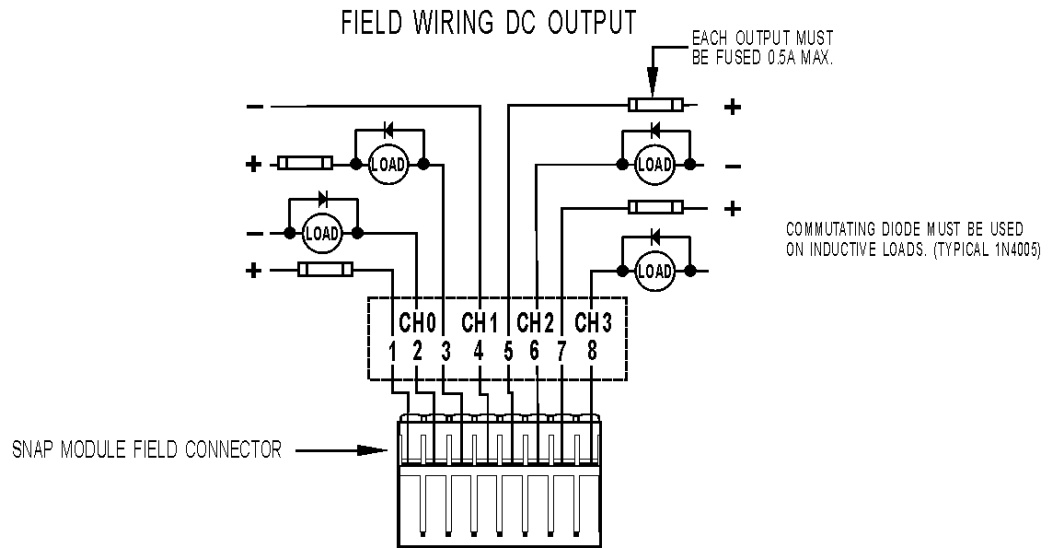 FIELD WIRING DC OUTPUT
EACH OUTPUT MUST
BE FUSED 0.5A MAX.
− +
+ LOAD LOAD −
+
− LOAD
COMMUTATING DIODE MUST BE USED
ON INDUCTIVE LOADS. (TYPICAL 1N4005)
+ LOAD
CH0 CH1 CH2 CH3
1 2 3 4 5 6 7 8
SNAP MODULE FIELD CONNECTOR